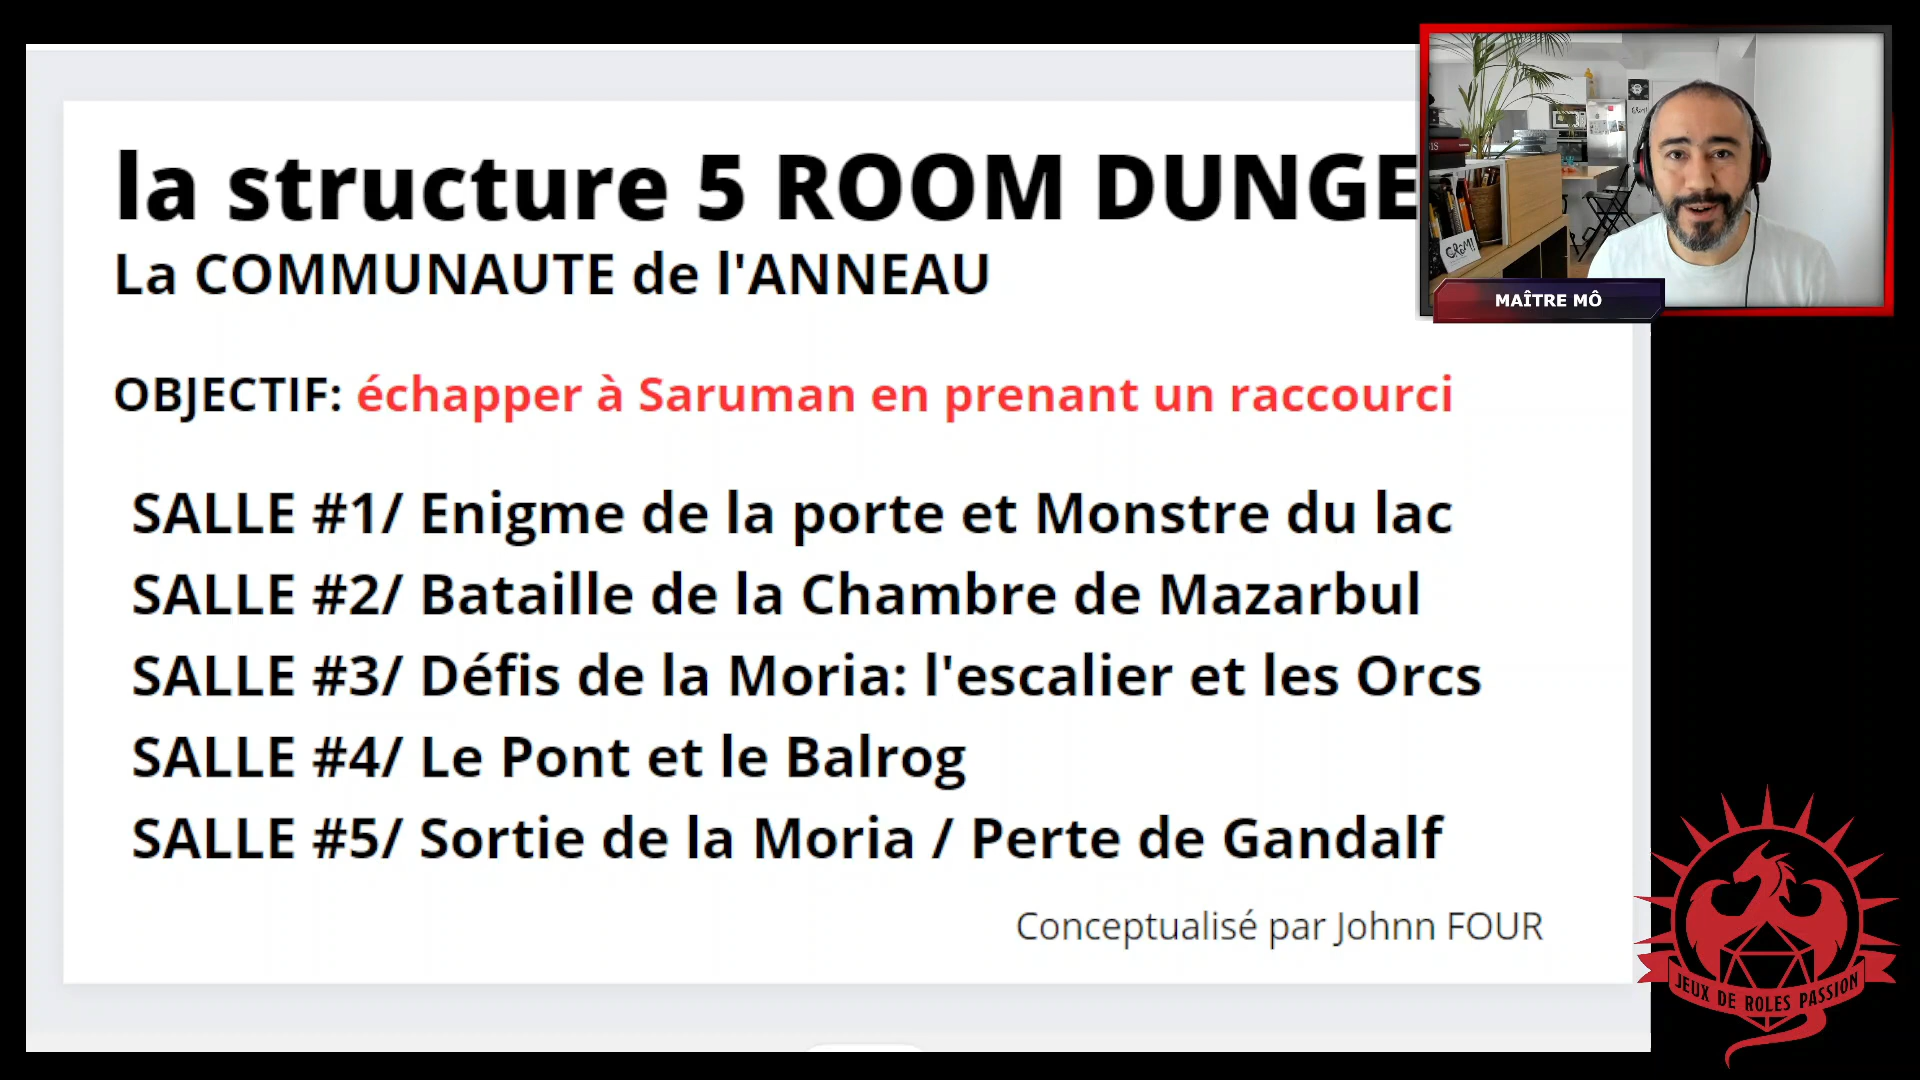 la structure 5 ROOM DUNGE
La COMMUNAUTE de l'ANNEAU
OBJECTIF: échapper à Saruman en prenant un raccourci
SALLE #1/ Enigme de la porte et Monstre du lac
SALLE #2/ Bataille de la Chambre de Mazarbul
SALLE #3/ Défis de la Moria: l'escalier et les Orcs
SALLE #4/ Le Pont et le Balrog
SALLE #5/ Sortie de la Moria / Perte de Gandalf
Conceptualisé par Johnn FOUR
MAÎTRE MÔ
JEUX DE ROLES PASSION